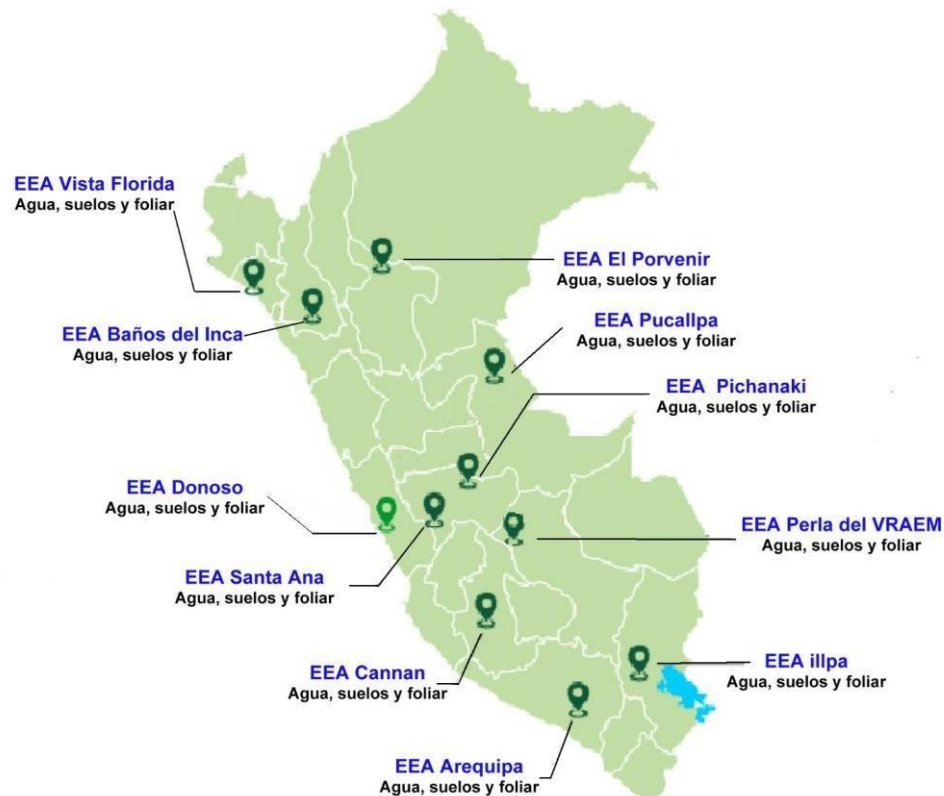 EEA Vista Florida
Agua, suelos y foliar
EEA El Porvenir
Agua, suelos y foliar
EEA Baños del Inca
Agua, suelos y foliar
EEA Pucallpa
Agua, suelos y foliar
EEA Pichanaki
Agua, suelos y foliar
EEA Donoso
Agua, suelos y foliar
EEA Perla del VRAEM
Agua, suelos y foliar
EEA Santa Ana
Agua, suelos y foliar
EEA Cannan
Agua, suelos y foliar
EEA illpa
Agua, suelos y foliar
EEA Arequipa
Agua, suelos y foliar